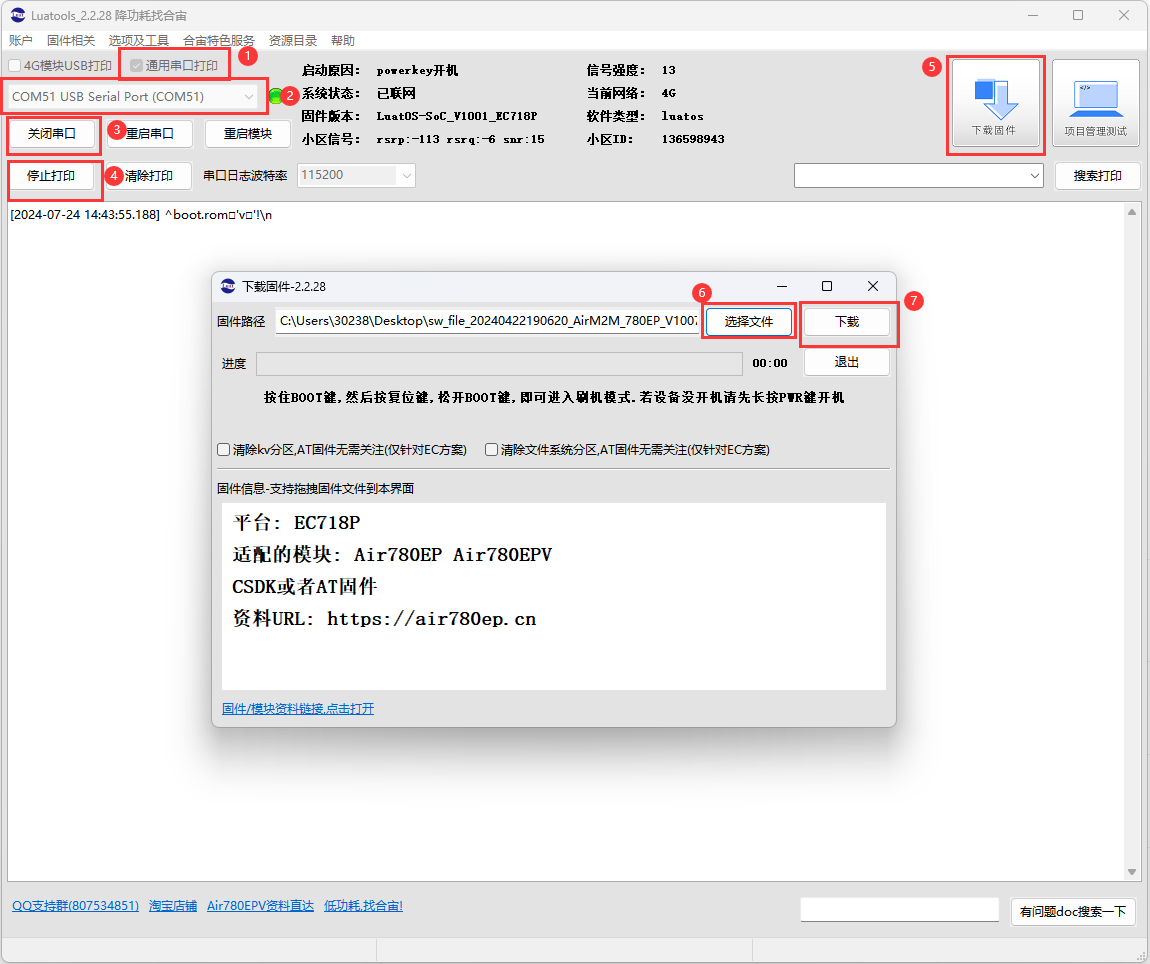 Luatools_2.2.28 降功耗找合宙
账户 固件相关 选项及工具 合宙特色服务 资源目录 帮助
1
4G模块USB打印 通用串口打印 启动原因: powerkey开机 信号强度: 13
5
COM51 USB Serial Port (COM51) 2 系统状态: 已联网 当前网络: 4G
固件版本: LuatOS-SoC_V1001_EC718P 软件类型: luatos
关闭串口 3 重启串口 重启模块 小区信号: rsrp:-113 rsrq:-6 snr:15 小区ID: 136598943
下载固件 项目管理测试
停止打印 4 清除打印 串口日志波特率 115200 搜索打印
[2024-07-24 14:43:55.188] ^boot.rom□'v□'!\n
下载固件-2.2.28
6 7
固件路径 C:\Users\30238\Desktop\sw_file_20240422190620_AirM2M_780EP_V1007 选择文件 下载
进度 00:00 退出
按住BOOT键,然后按复位键,松开BOOT键,即可进入刷机模式.若设备没开机请先长按PWR键开机
清除kv分区,AT固件无需关注(仅针对EC方案) 清除文件系统分区,AT固件无需关注(仅针对EC方案)
固件信息-支持拖拽固件文件到本界面
平台: EC718P
适配的模块: Air780EP Air780EPV
CSDK或者AT固件
资料URL: https://air780ep.cn
固件/模块资料链接,点击打开
QQ支持群(807534851) 淘宝店铺 Air780EPV资料直达 低功耗,找合宙! 有问题doc搜索一下